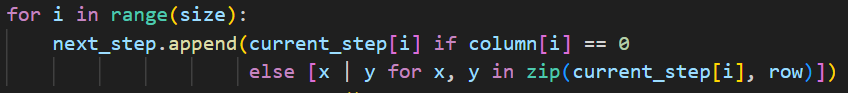 for i in range(size):
    next_step.append(current_step[i] if column[i] == 0
                     else [x | y for x, y in zip(current_step[i], row)])